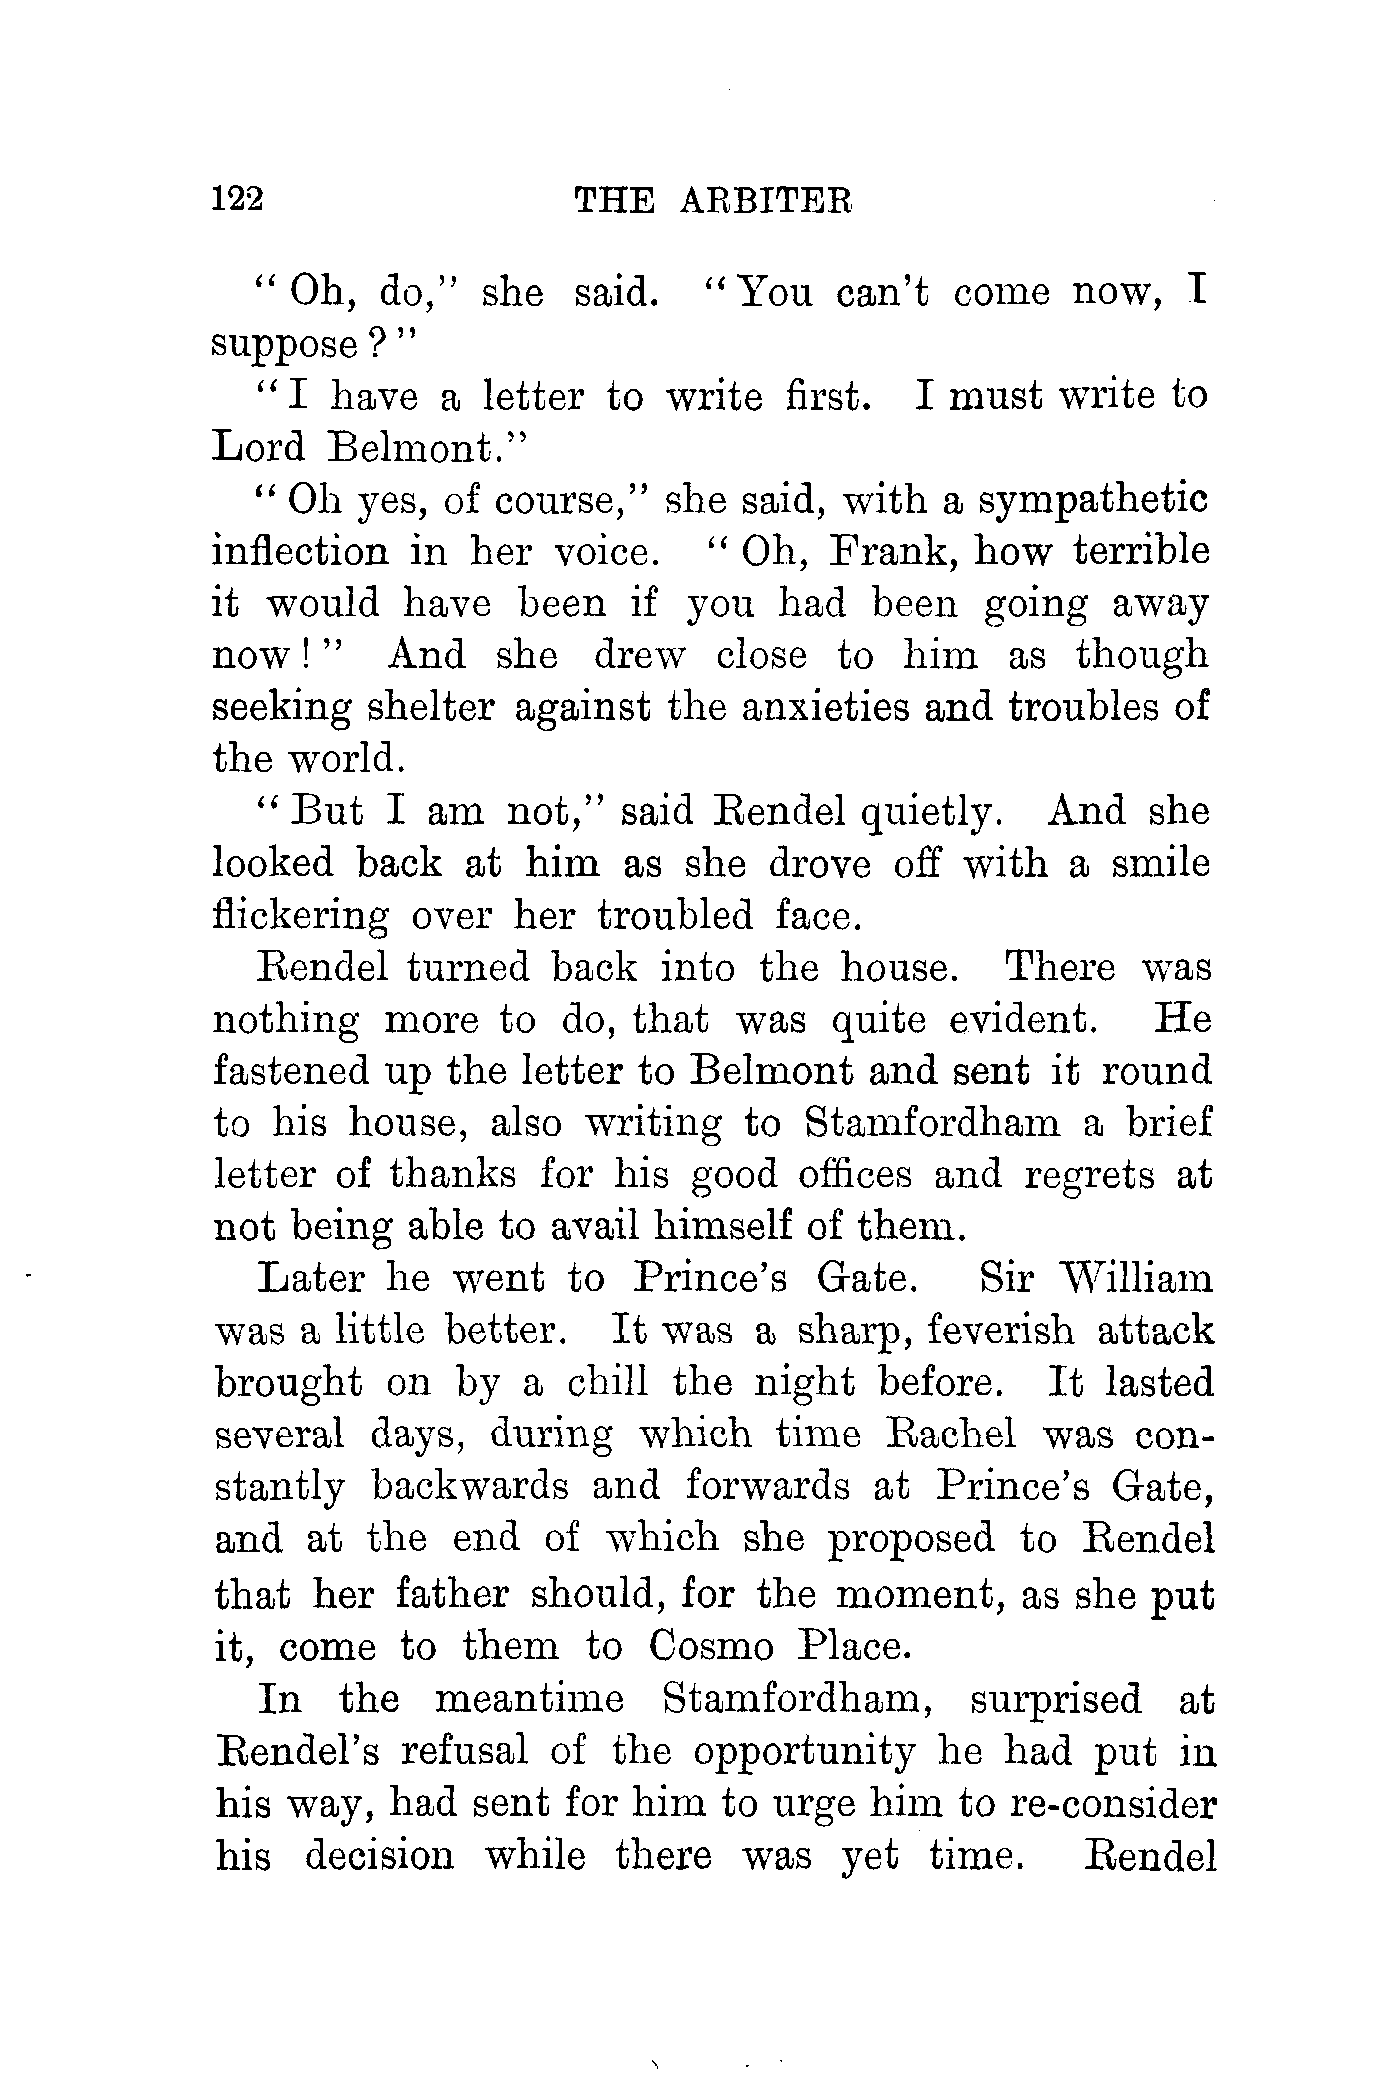 122 THE ARBITER
“ Oh, do,” she said. “ You can’t come now, I
suppose ? ”
“ I have a letter to write first. I must write to
Lord Belmont.”
“ Oh yes, of course,” she said, with a sympathetic
inflection in her voice. “ Oh, Frank, how terrible
it would have been if you had been going away
now ! ” And she drew close to him as though
seeking shelter against the anxieties and troubles of
the world.
“ But I am not,” said Rendel quietly. And she
looked back at him as she drove off with a smile
flickering over her troubled face.
Rendel turned back into the house. There was
nothing more to do, that was quite evident. He
fastened up the letter to Belmont and sent it round
to his house, also writing to Stamfordham a brief
letter of thanks for his good offices and regrets at
not being able to avail himself of them.
Later he went to Prince’s Gate. Sir William
was a little better. It was a sharp, feverish attack
brought on by a chill the night before. It lasted
several days, during which time Rachel was con-
stantly backwards and forwards at Prince’s Gate,
and at the end of which she proposed to Rendel
that her father should, for the moment, as she put
it, come to them to Cosmo Place.
In the meantime Stamfordham, surprised at
Rendel’s refusal of the opportunity he had put in
his way, had sent for him to urge him to re-consider
his decision while there was yet time. Rendel